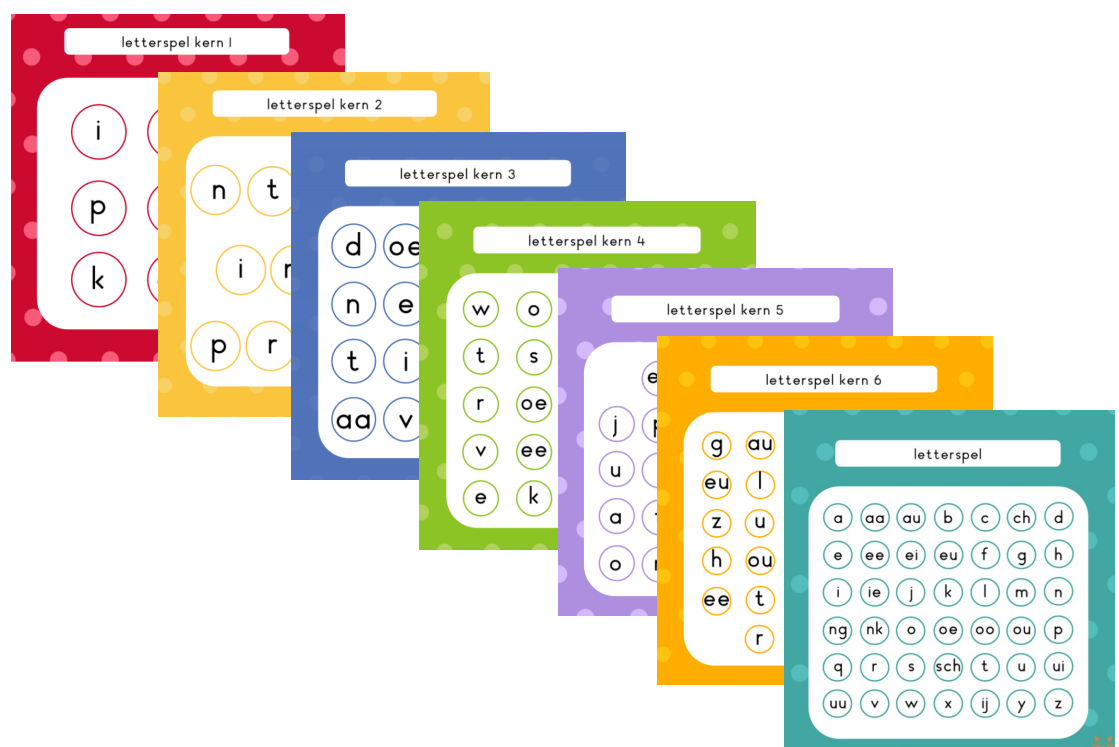 letterspel kern 1
i
p
k
letterspel kern 2
n t
i
p r
letterspel kern 3
d oe
n e
t i
aa v
letterspel kern 4
w o
t s
r oe
v ee
e k
letterspel kern 5
j
u
a
o
letterspel kern 6
g au
eu l
z u
h ou
ee t
r
letterspel
a aa au b c ch d
e ee ei eu f g h
i ie j k l m n
ng nk o oe oo ou p
q r s sch t u ui
uu v w x ij y z